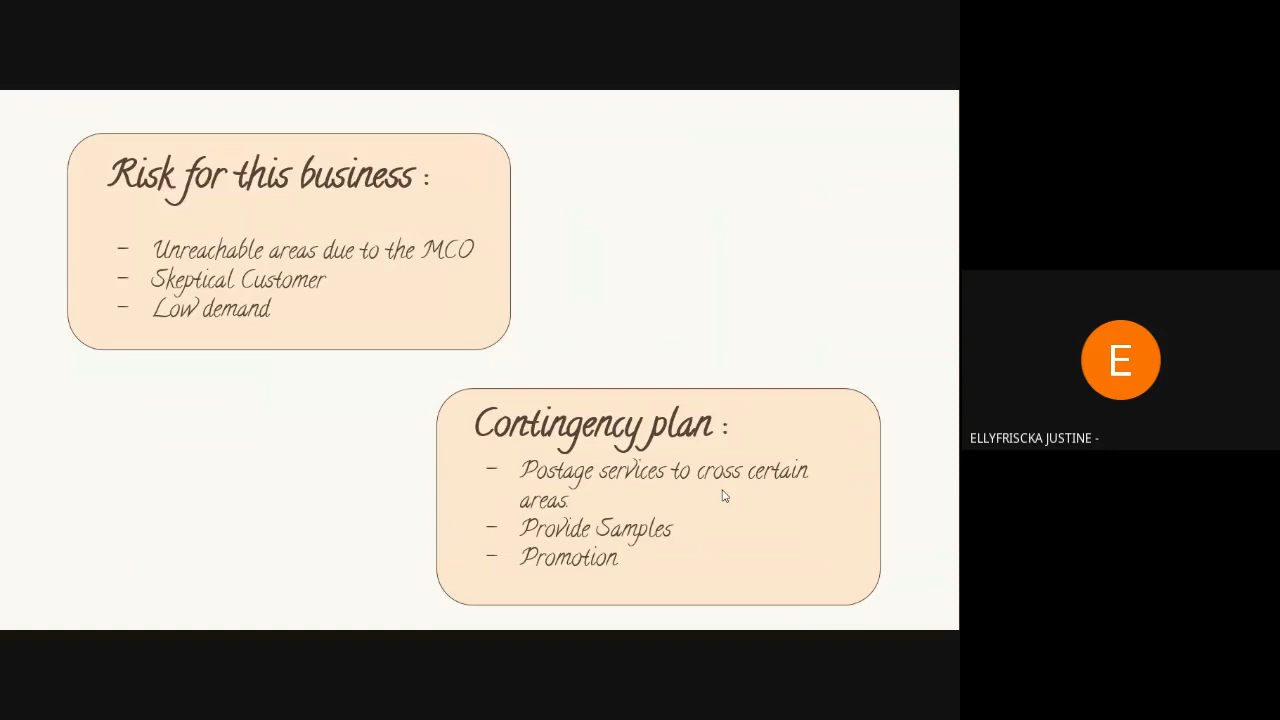 Risk for this business :
- Unreachable areas due to the MCO
- Skeptical Customer
- Low demand
Contingency plan :
- Postage services to cross certain
areas.
- Provide Samples
- Promotion
E
ELLYFRISCKA JUSTINE -